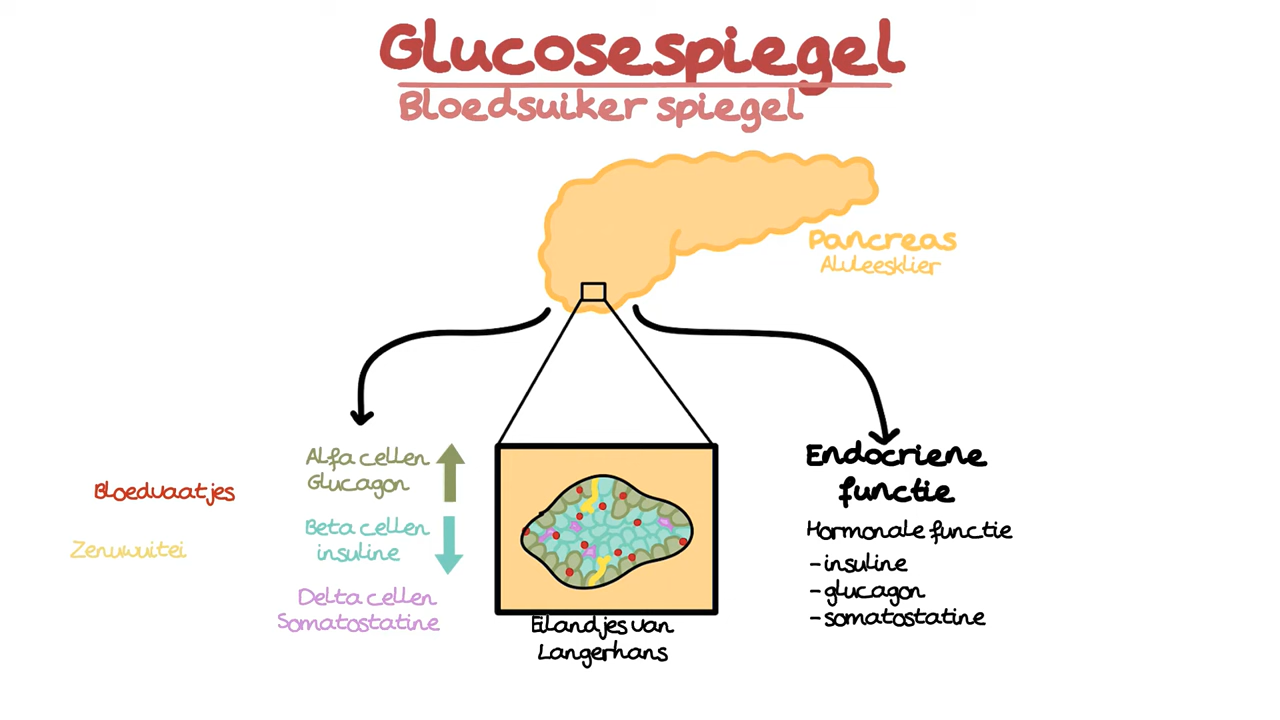 Glucosespiegel
Bloedsuiker spiegel
Pancreas
Alvleesklier
Alfa cellen
Glucagon
Beta cellen
insuline
Delta cellen
Somatostatine
Bloedvaatjes
Zenuwuitei
Eilandjes van
Langerhans
Endocriene
functie
Hormonale functie
- insuline
- glucagon
- somatostatine